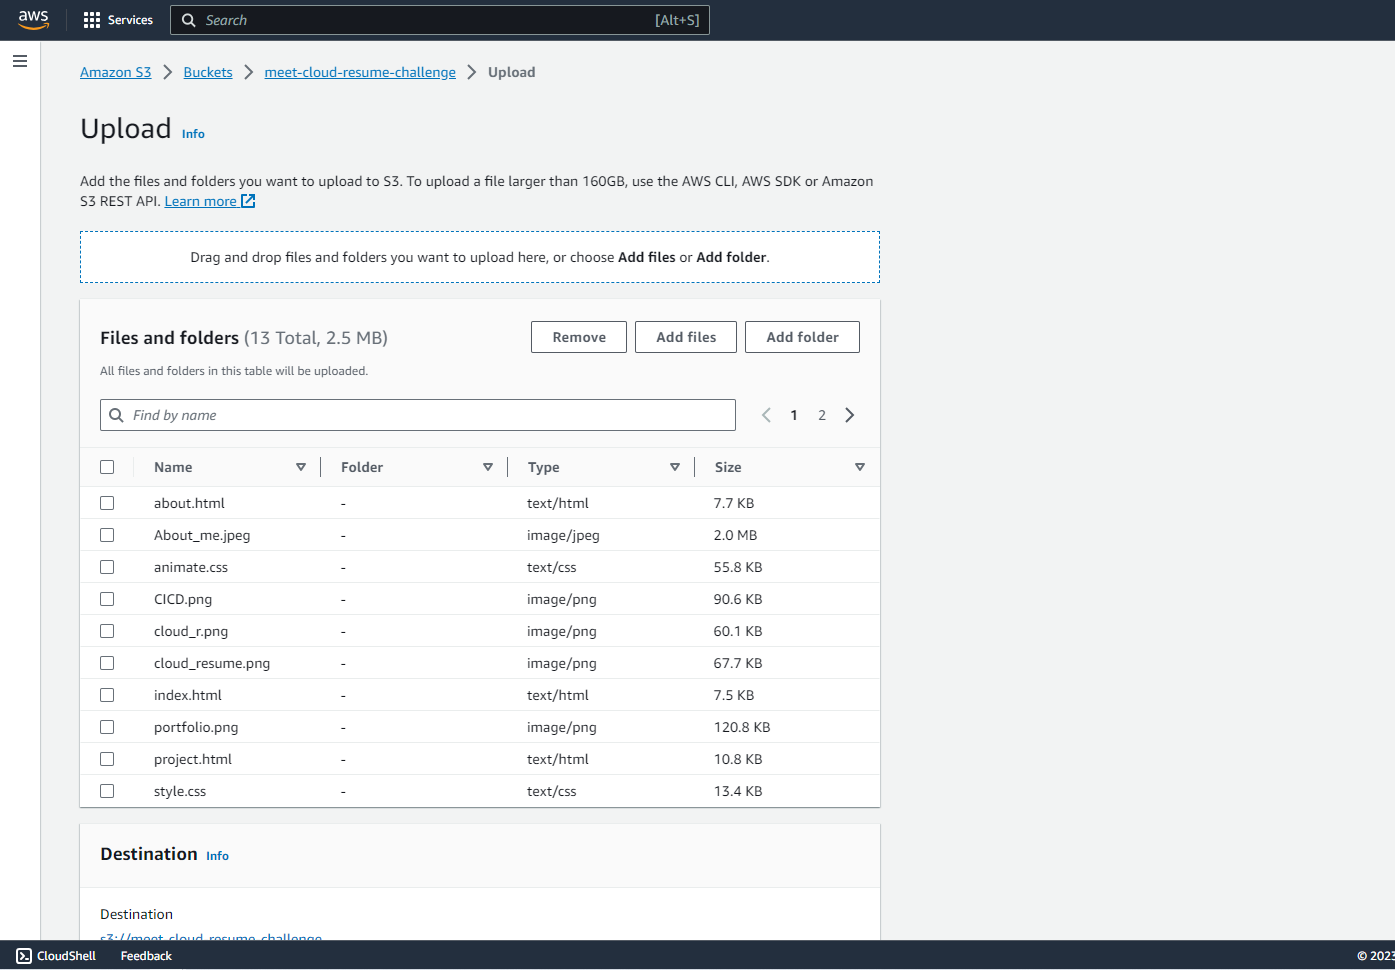 aws Services Search [Alt+S]
Amazon S3 > Buckets > meet-cloud-resume-challenge > Upload
Upload Info
Add the files and folders you want to upload to S3. To upload a file larger than 160GB, use the AWS CLI, AWS SDK or Amazon
S3 REST API. Learn more
Drag and drop files and folders you want to upload here, or choose Add files or Add folder.
Files and folders (13 Total, 2.5 MB) Remove Add files Add folder
All files and folders in this table will be uploaded.
Find by name 1 2
Name Folder Type Size
about.html - text/html 7.7 KB
About_me.jpeg - image/jpeg 2.0 MB
animate.css - text/css 55.8 KB
CICD.png - image/png 90.6 KB
cloud_r.png - image/png 60.1 KB
cloud_resume.png - image/png 67.7 KB
index.html - text/html 7.5 KB
portfolio.png - image/png 120.8 KB
project.html - text/html 10.8 KB
style.css - text/css 13.4 KB
Destination Info
Destination
s3://meet-cloud-resume-challenge
CloudShell Feedback © 2023